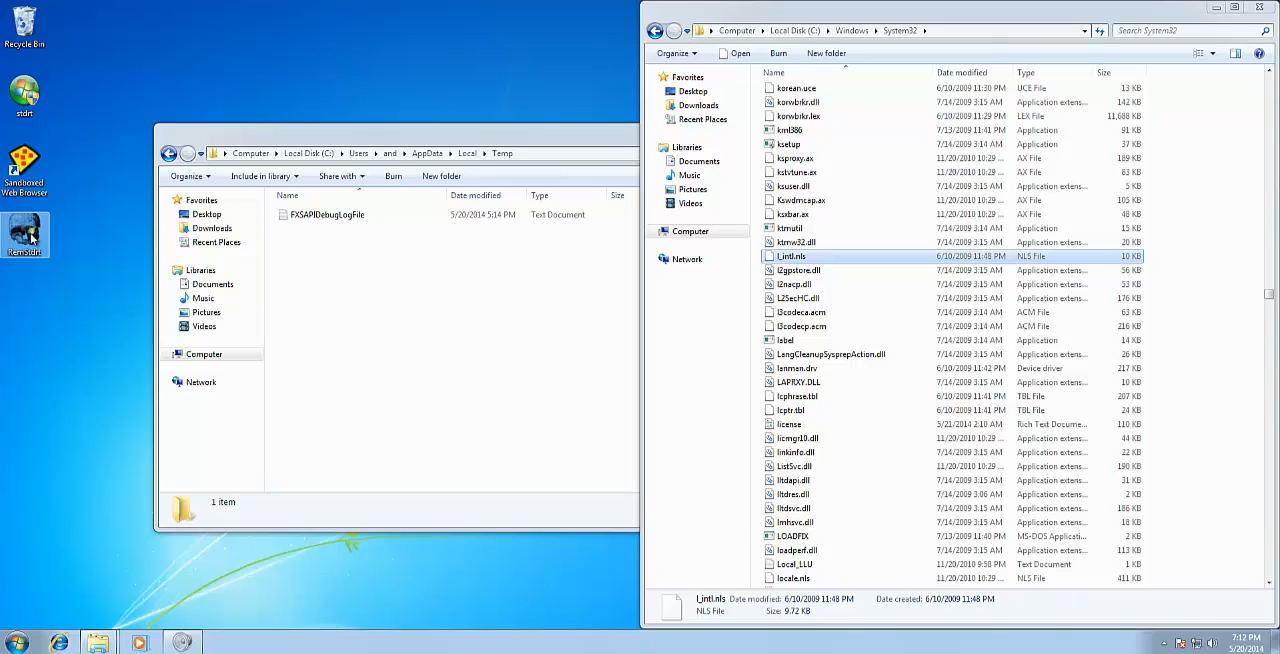 Recycle Bin
stdrt
Sandboxed
Web Browser
RemStdrt
Computer Local Disk (C:) Users and AppData Local Temp
Organize Include in library Share with Burn New folder
Favorites
Desktop
Downloads
Recent Places
Libraries
Documents
Music
Pictures
Videos
Computer
Network
Name Date modified Type Size
FXSAPIDebugLogFile 5/20/2014 5:14 PM Text Document
1 item
Computer Local Disk (C:) Windows System32 Search System32
Organize Open Burn New folder
Favorites
Desktop
Downloads
Recent Places
Libraries
Documents
Music
Pictures
Videos
Computer
Network
Name Date modified Type Size
korean.uce 6/10/2009 11:30 PM UCE File 13 KB
korwbrkr.dll 7/14/2009 3:15 AM Application extens... 142 KB
korwbrkr.lex 6/10/2009 11:29 PM LEX File 11,688 KB
krnl386 7/13/2009 11:41 PM Application 91 KB
ksetup 7/14/2009 3:14 AM Application 37 KB
ksproxy.ax 11/20/2010 10:29 ... AX File 189 KB
kstvtune.ax 11/20/2010 10:29 ... AX File 84 KB
ksuser.dll 7/14/2009 3:15 AM Application extens... 5 KB
Kswdmcap.ax 11/20/2010 10:29 ... AX File 105 KB
ksxbar.ax 11/20/2010 10:29 ... AX File 48 KB
ktmutil 7/14/2009 3:14 AM Application 15 KB
ktmw32.dll 7/14/2009 3:15 AM Application extens... 20 KB
l_intl.nls 6/10/2009 11:48 PM NLS File 10 KB
l2gpstore.dll 7/14/2009 3:15 AM Application extens... 56 KB
l2nacp.dll 7/14/2009 3:15 AM Application extens... 53 KB
L2SecHC.dll 7/14/2009 3:15 AM Application extens... 176 KB
l3codeca.acm 7/14/2009 3:14 AM ACM File 63 KB
l3codecp.acm 7/14/2009 3:14 AM ACM File 216 KB
label 7/14/2009 3:14 AM Application 14 KB
LangCleanupSysprepAction.dll 7/14/2009 3:15 AM Application extens... 26 KB
lanman.drv 6/10/2009 11:42 PM Device driver 217 KB
LAPRXY.DLL 7/14/2009 3:15 AM Application extens... 10 KB
lcphrase.tbl 6/10/2009 11:41 PM TBL File 207 KB
lcptr.tbl 6/10/2009 11:41 PM TBL File 24 KB
license 5/21/2014 2:10 AM Rich Text Docume... 110 KB
licmgr10.dll 11/20/2010 10:29 ... Application extens... 44 KB
linkinfo.dll 7/14/2009 3:15 AM Application extens... 22 KB
ListSvc.dll 11/20/2010 10:29 ... Application extens... 190 KB
lltdapi.dll 7/14/2009 3:15 AM Application extens... 31 KB
lltdres.dll 7/14/2009 3:06 AM Application extens... 2 KB
lltdsvc.dll 7/14/2009 3:15 AM Application extens... 186 KB
lmhsvc.dll 7/14/2009 3:15 AM Application extens... 18 KB
LOADFIX 7/13/2009 11:40 PM MS-DOS Applicati... 2 KB
loadperf.dll 7/14/2009 3:15 AM Application extens... 113 KB
Local_LLU 11/20/2010 9:58 PM Text Document 1 KB
locale.nls 11/20/2010 10:29 ... NLS File 411 KB
l_intl.nls Date modified: 6/10/2009 11:48 PM Date created: 6/10/2009 11:48 PM
NLS File Size: 9.72 KB
7:12 PM
5/20/2014